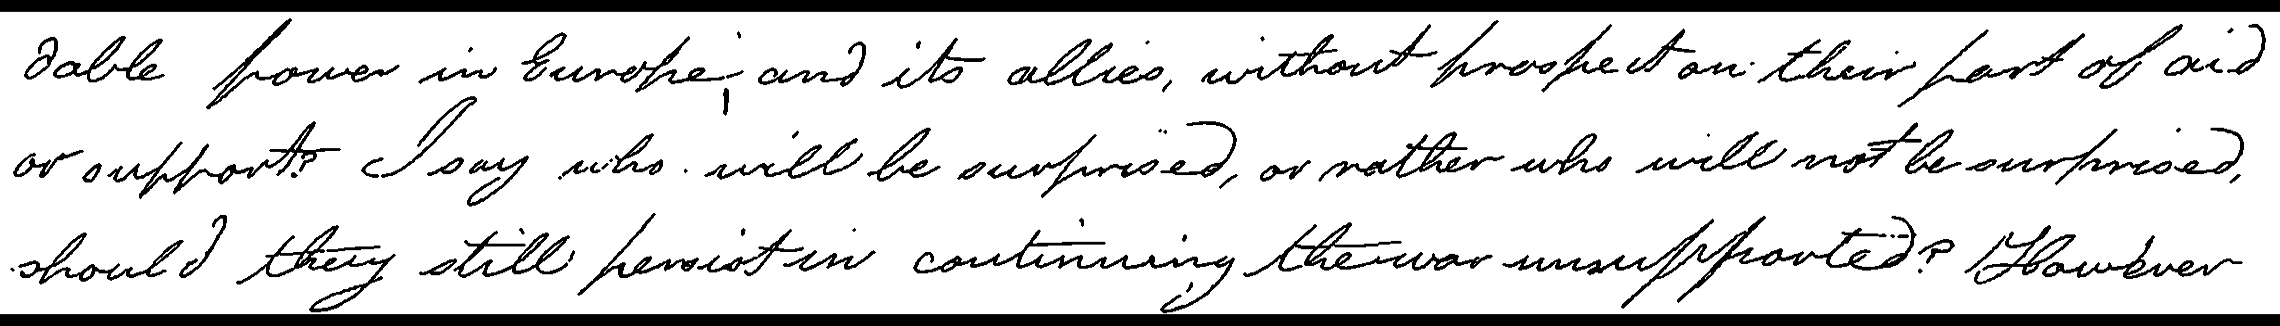 dable power in Europe, and its allies, without prospect on their part of aid
or support? I say who will be surprised, or rather who will not be surprised,
should they still persist in continuing the war unsupported? However